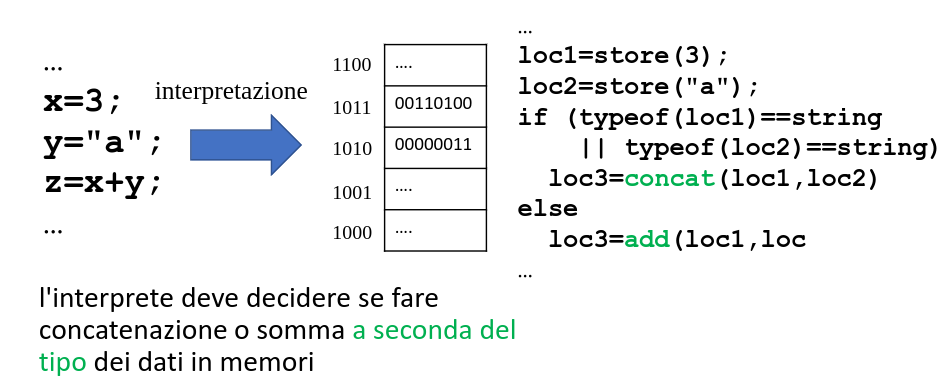 …
x=3;
y="a";
z=x+y;
…
interpretazione
1100 ....
1011 00110100
1010 00000011
1001 ....
1000 ....
…
loc1=store(3);
loc2=store("a");
if (typeof(loc1)==string
|| typeof(loc2)==string)
loc3=concat(loc1,loc2)
else
loc3=add(loc1,loc
…
l'interprete deve decidere se fare
concatenazione o somma a seconda del
tipo dei dati in memori